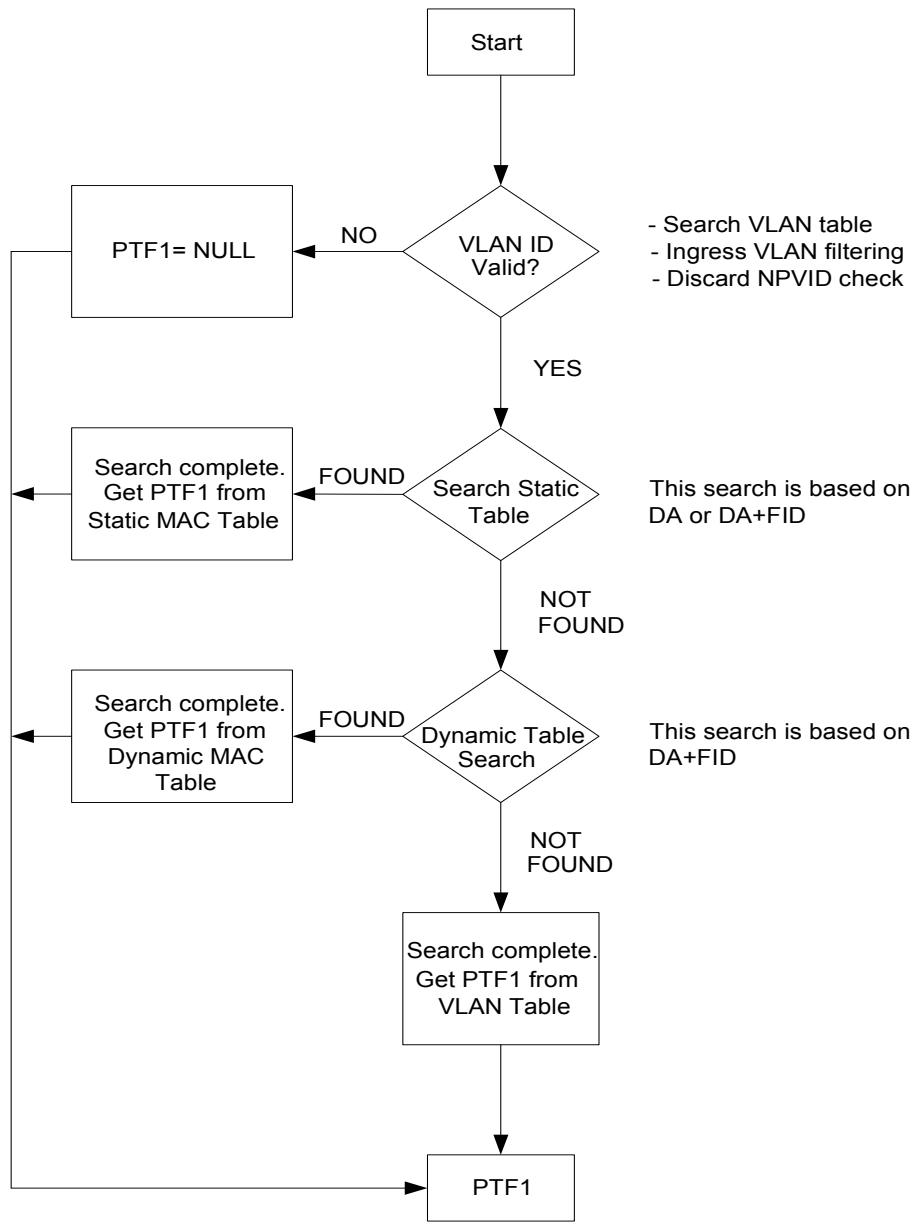 Start
PTF1= NULL
NO
VLAN ID
Valid?
- Search VLAN table
- Ingress VLAN filtering
- Discard NPVID check
YES
Search complete.
Get PTF1 from
Static MAC Table
FOUND
Search Static
Table
This search is based on
DA or DA+FID
NOT
FOUND
Search complete.
Get PTF1 from
Dynamic MAC
Table
FOUND
Dynamic Table
Search
This search is based on
DA+FID
NOT
FOUND
Search complete.
Get PTF1 from
VLAN Table
PTF1